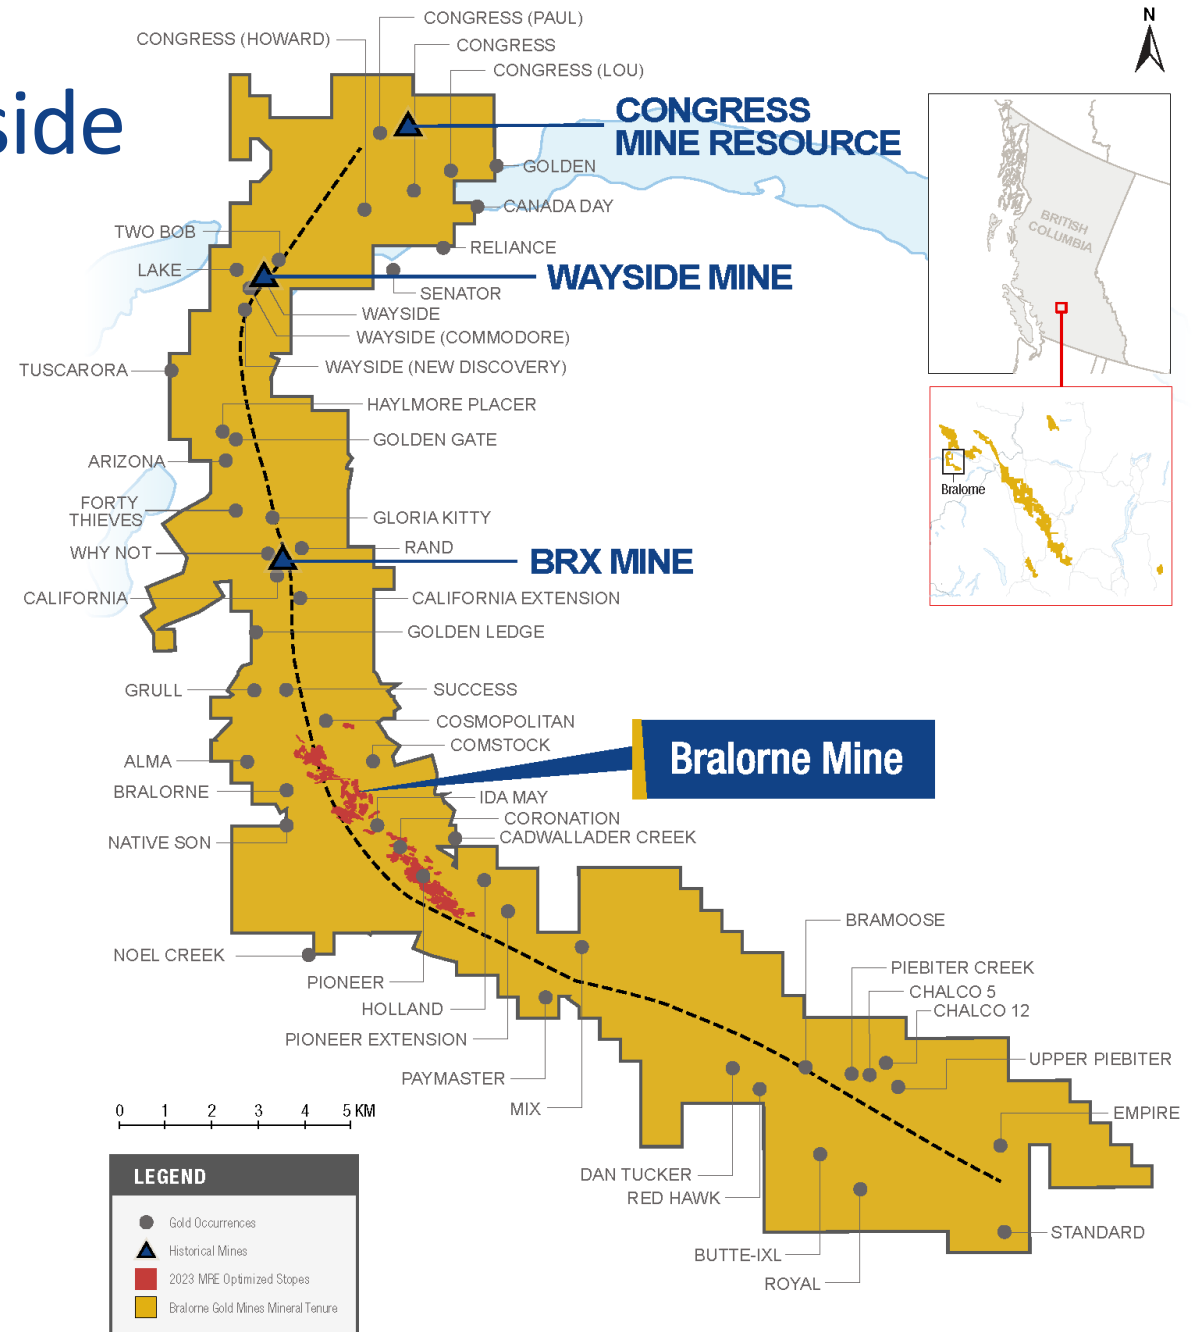 side
N
CONGRESS (PAUL)
CONGRESS (HOWARD)
CONGRESS
CONGRESS (LOU)
CONGRESS
MINE RESOURCE
GOLDEN
CANADA DAY
TWO BOB
RELIANCE
LAKE
WAYSIDE MINE
SENATOR
WAYSIDE
WAYSIDE (COMMODORE)
TUSCARORA
WAYSIDE (NEW DISCOVERY)
HAYLMORE PLACER
GOLDEN GATE
ARIZONA
FORTY
THIEVES
GLORIA KITTY
WHY NOT
RAND
BRX MINE
CALIFORNIA
CALIFORNIA EXTENSION
GOLDEN LEDGE
GRULL
SUCCESS
COSMOPOLITAN
COMSTOCK
ALMA
Bralorne Mine
BRALORNE
IDA MAY
CORONATION
CADWALLADER CREEK
NATIVE SON
BRAMOOSE
NOEL CREEK
PIEBITER CREEK
PIONEER
CHALCO 5
HOLLAND
CHALCO 12
PIONEER EXTENSION
UPPER PIEBITER
PAYMASTER
MIX
EMPIRE
DAN TUCKER
RED HAWK
STANDARD
BUTTE-IXL
ROYAL
BRITISH
COLUMBIA
Bralorne
0 1 2 3 4 5 KM
LEGEND
Gold Occurrences
Historical Mines
2023 MRE Optimized Stopes
Bralorne Gold Mines Mineral Tenure